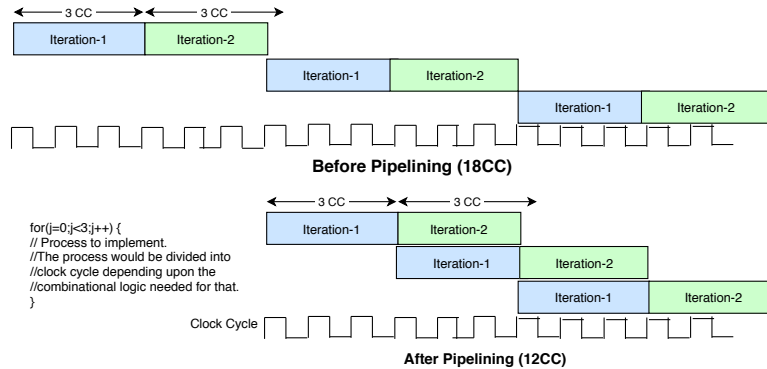 3 CC
3 CC
Iteration-1
Iteration-2
Iteration-1
Iteration-2
Iteration-1
Iteration-2
Before Pipelining (18CC)
3 CC
3 CC
for(j=0;j<3;j++) {
// Process to implement.
//The process would be divided into
//clock cycle depending upon the
//combinational logic needed for that.
}
Iteration-1
Iteration-2
Iteration-1
Iteration-2
Iteration-1
Iteration-2
Clock Cycle
After Pipelining (12CC)